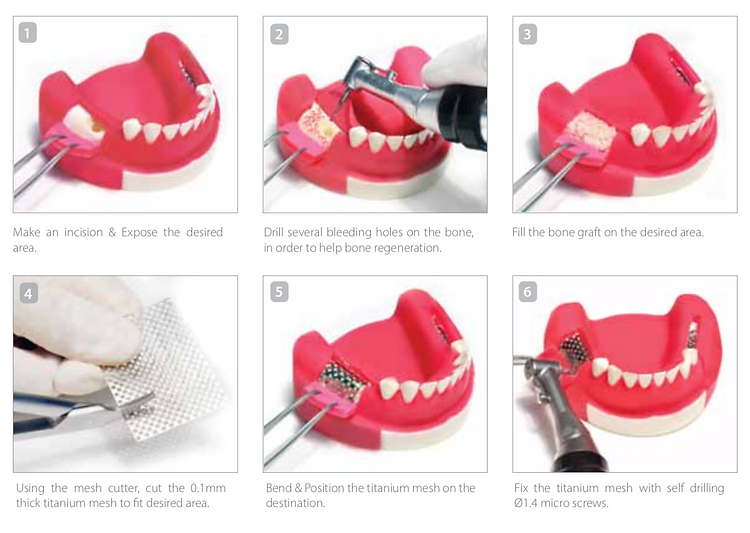 1
2
3
Make an incision & Expose the desired
area.
Drill several bleeding holes on the bone,
in order to help bone regeneration.
Fill the bone graft on the desired area.
4
5
6
Using the mesh cutter, cut the 0.1mm
thick titanium mesh to fit desired area.
Bend & Position the titanium mesh on the
destination.
Fix the titanium mesh with self drilling
Ø1.4 micro screws.